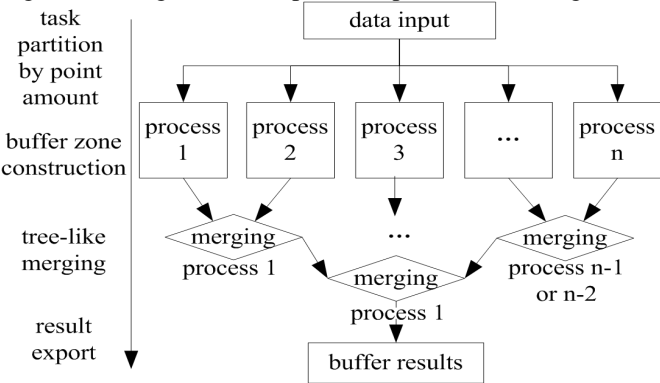 task
partition
by point
amount
data input
buffer zone
construction
process
1
process
2
process
3
...
process
n
tree-like
merging
merging
process 1
...
merging
process n-1
or n-2
merging
process 1
result
export
buffer results